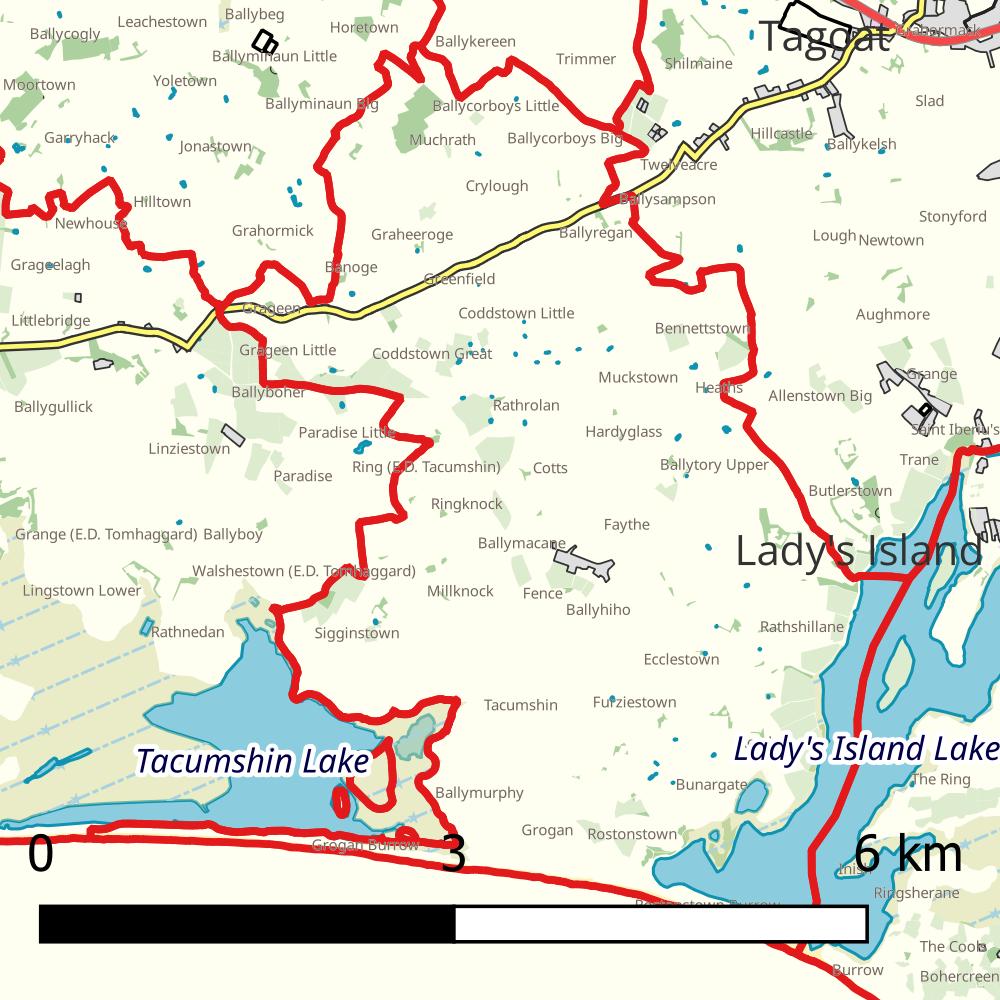 Leachestown
Ballybeg
Ballycogly
Horetown
Tagoat
Grahormack
Ballykereen
Ballyminaun Little
Trimmer
Shilmaine
Moortown
Yoletown
Ballyminaun Big
Ballycorboys Little
Slad
Garryhack
Jonastown
Muchrath
Ballycorboys Big
Hillcastle
Ballykelsh
Twelveacre
Crylough
Hilltown
Ballysampson
Newhouse
Grahormick
Graheeroge
Ballyregan
Stonyford
Lough
Newtown
Grageelagh
Banoge
Greenfield
Grageen
Coddstown Little
Aughmore
Littlebridge
Bennettstown
Grageen Little
Coddstown Great
Muckstown
Grange
Ballyboher
Heaths
Allenstown Big
Ballygullick
Rathrolan
Paradise Little
Hardyglass
Saint Iberiu's
Linziestown
Ring (E.D. Tacumshin)
Cotts
Ballytory Upper
Trane
Paradise
Ringknock
Butlerstown
Faythe
Grange (E.D. Tomhaggard)
Ballyboy
Ballymacane
Lady's Island
Walshestown (E.D. Tomhaggard)
Lingstown Lower
Millknock
Fence
Ballyhiho
Rathnedan
Sigginstown
Rathshillane
Ecclestown
Tacumshin
Furziestown
Tacumshin Lake
Lady's Island Lake
Bunargate
The Ring
Ballymurphy
Grogan
Rostonstown
Grogan Burrow
0
3
6 km
Inish
Ringsherane
Rostonstown Burrow
The Coob
Burrow
Bohercreen